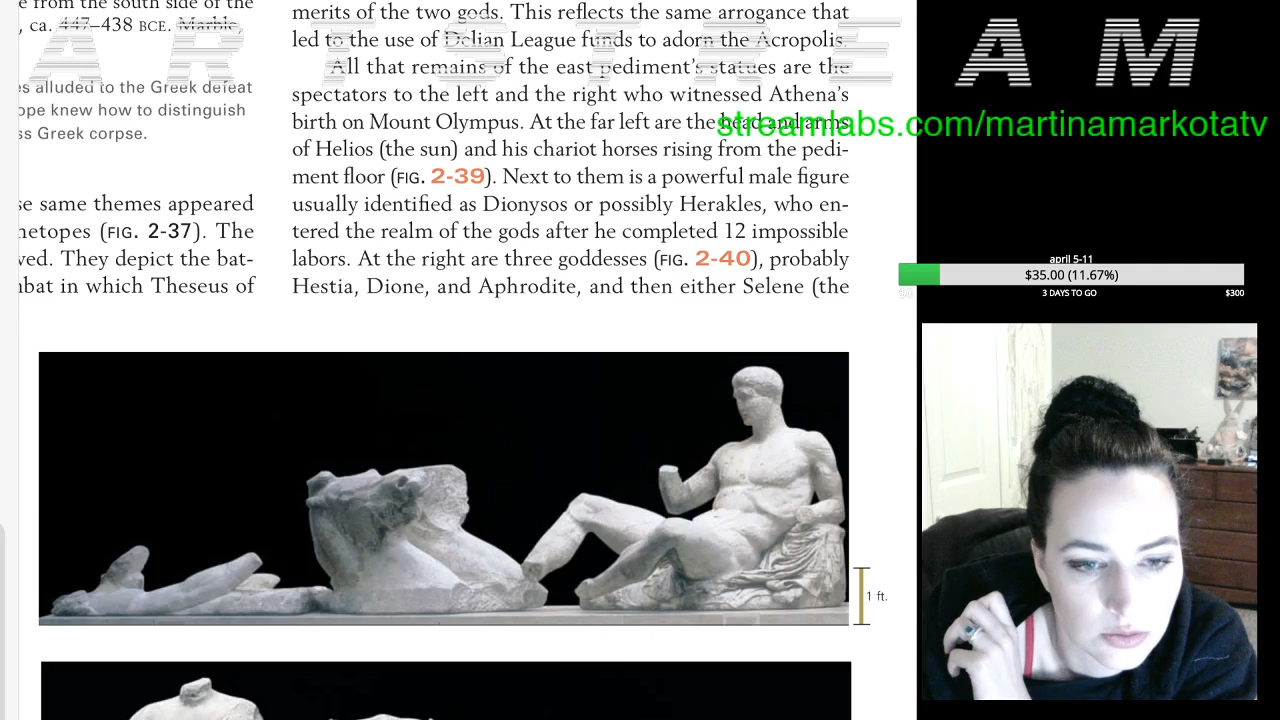 e from the south side of the
, ca. 447–438 BCE. Marble,
es alluded to the Greek defeat
ope knew how to distinguish
ss Greek corpse.
se same themes appeared
metopes (FIG. 2-37). The
ved. They depict the bat-
mbat in which Theseus of
merits of the two gods. This reflects the same arrogance that
led to the use of Delian League funds to adorn the Acropolis.
All that remains of the east pediment's statues are the
spectators to the left and the right who witnessed Athena's
birth on Mount Olympus. At the far left are the head and arms
of Helios (the sun) and his chariot horses rising from the pedi-
ment floor (FIG. 2-39). Next to them is a powerful male figure
usually identified as Dionysos or possibly Herakles, who en-
tered the realm of the gods after he completed 12 impossible
labors. At the right are three goddesses (FIG. 2-40), probably
Hestia, Dione, and Aphrodite, and then either Selene (the
1 ft.
ART STREAM
streamlabs.com/martinamarkotatv
april 5-11
$35.00 (11.67%)
3 DAYS TO GO
$300